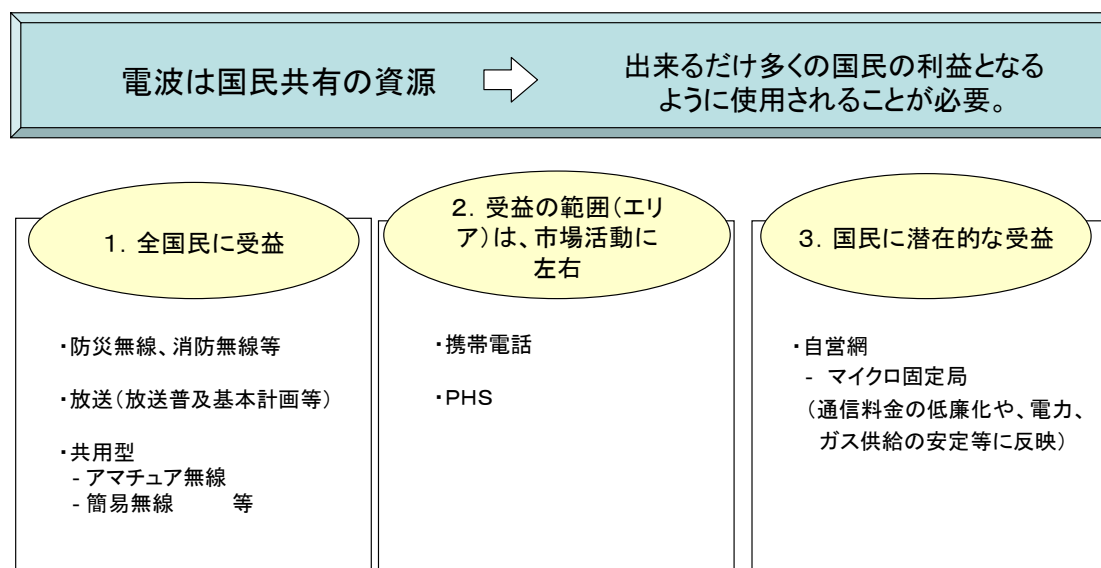 電波は国民共有の資源
出来るだけ多くの国民の利益となる
ように使用されることが必要。
1．全国民に受益
・防災無線、消防無線等
・放送（放送普及基本計画等）
・共用型
- アマチュア無線
- 簡易無線　　等
2．受益の範囲（エリ
ア）は、市場活動に
左右
・携帯電話
・PHS
3．国民に潜在的な受益
・自営網
- マイクロ固定局
（通信料金の低廉化や、電力、
ガス供給の安定等に反映）